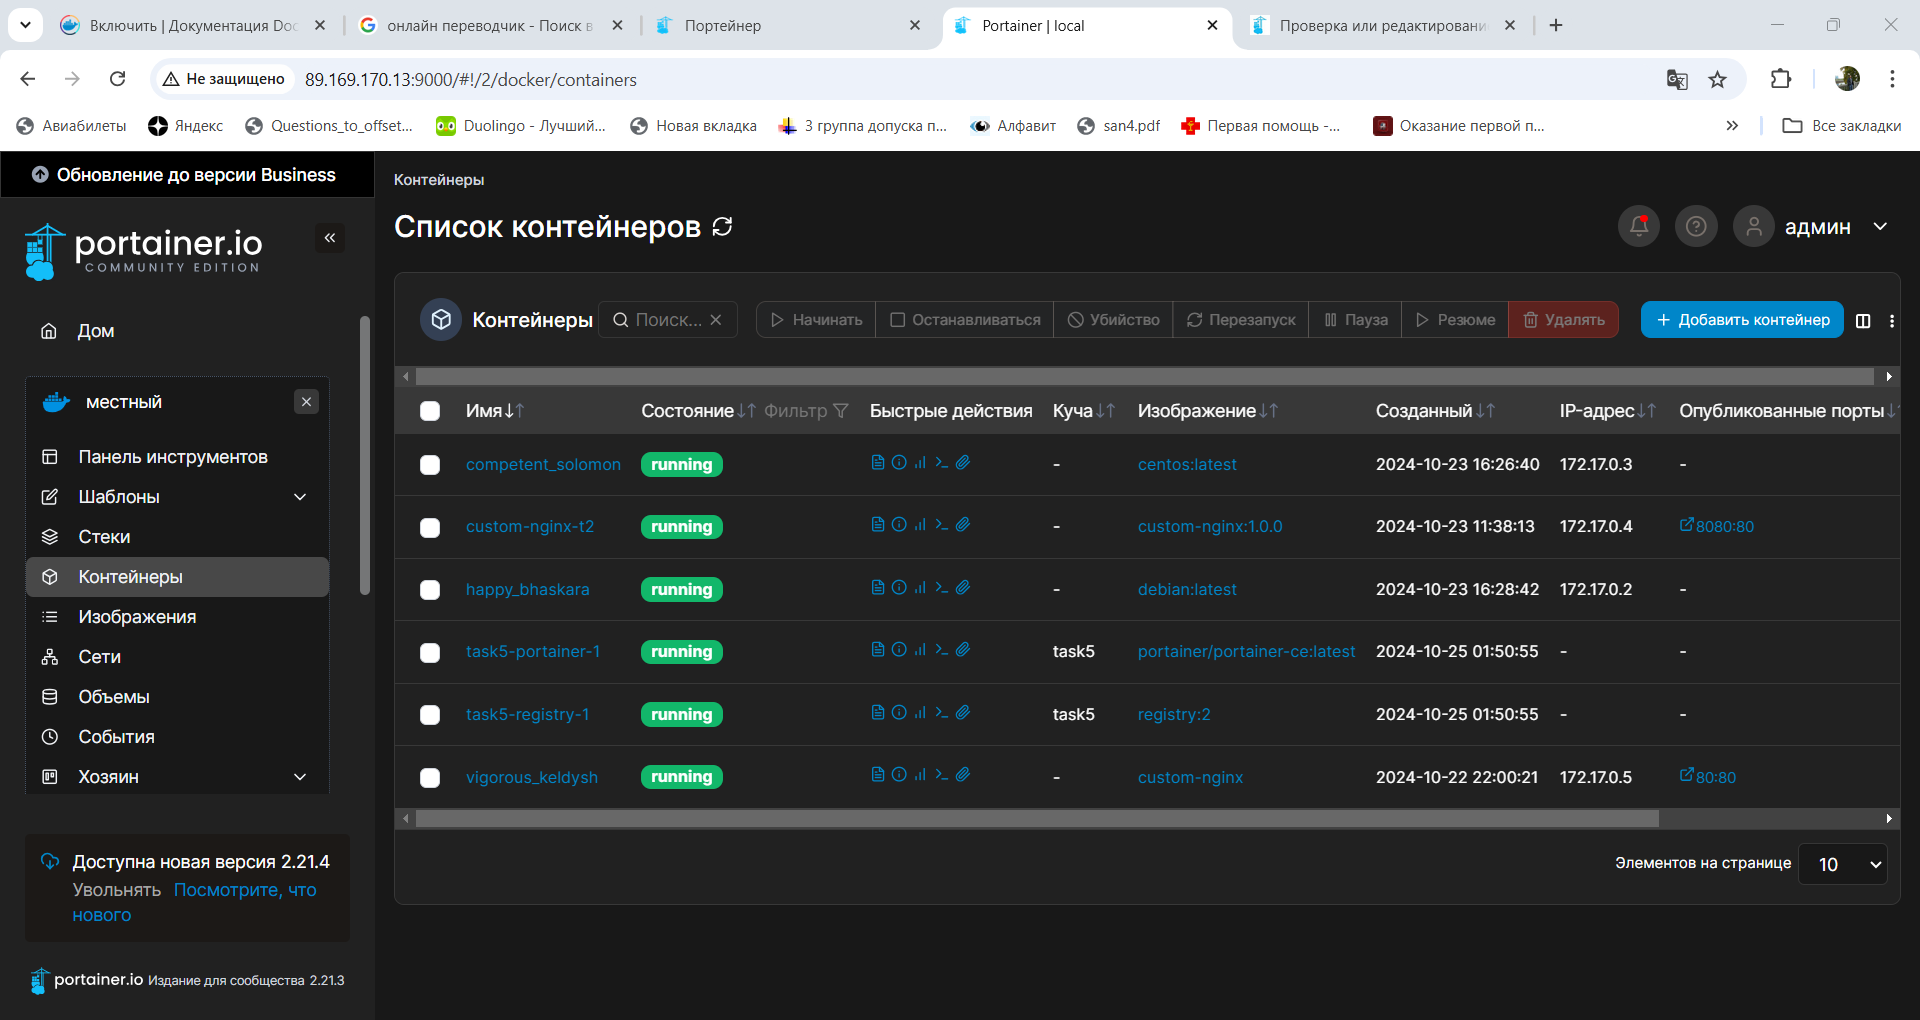 Включить | Документация Doc
онлайн переводчик - Поиск в
Портейнер
Portainer | local
Проверка или редактировани
Не защищено
89.169.170.13:9000/#!/2/docker/containers
Авиабилеты
Яндекс
Questions_to_offset...
Duolingo - Лучший...
Новая вкладка
3 группа допуска п...
Алфавит
san4.pdf
Первая помощь -...
Оказание первой п...
Все закладки
Обновление до версии Business
portainer.io
COMMUNITY EDITION
Дом
местный
Панель инструментов
Шаблоны
Стеки
Контейнеры
Изображения
Сети
Объемы
События
Хозяин
Доступна новая версия 2.21.4
Увольнять Посмотрите, что
нового
portainer.io Издание для сообщества 2.21.3
Контейнеры
Список контейнеров
админ
Контейнеры
Поиск...
Начинать
Останавливаться
Убийство
Перезапуск
Пауза
Резюме
Удалять
Добавить контейнер
Имя Состояние Фильтр Быстрые действия Куча Изображение Созданный IP-адрес Опубликованные порты
competent_solomon running - centos:latest 2024-10-23 16:26:40 172.17.0.3 -
custom-nginx-t2 running - custom-nginx:1.0.0 2024-10-23 11:38:13 172.17.0.4 8080:80
happy_bhaskara running - debian:latest 2024-10-23 16:28:42 172.17.0.2 -
task5-portainer-1 running task5 portainer/portainer-ce:latest 2024-10-25 01:50:55 - -
task5-registry-1 running task5 registry:2 2024-10-25 01:50:55 - -
vigorous_keldysh running - custom-nginx 2024-10-22 22:00:21 172.17.0.5 80:80
Элементов на странице 10